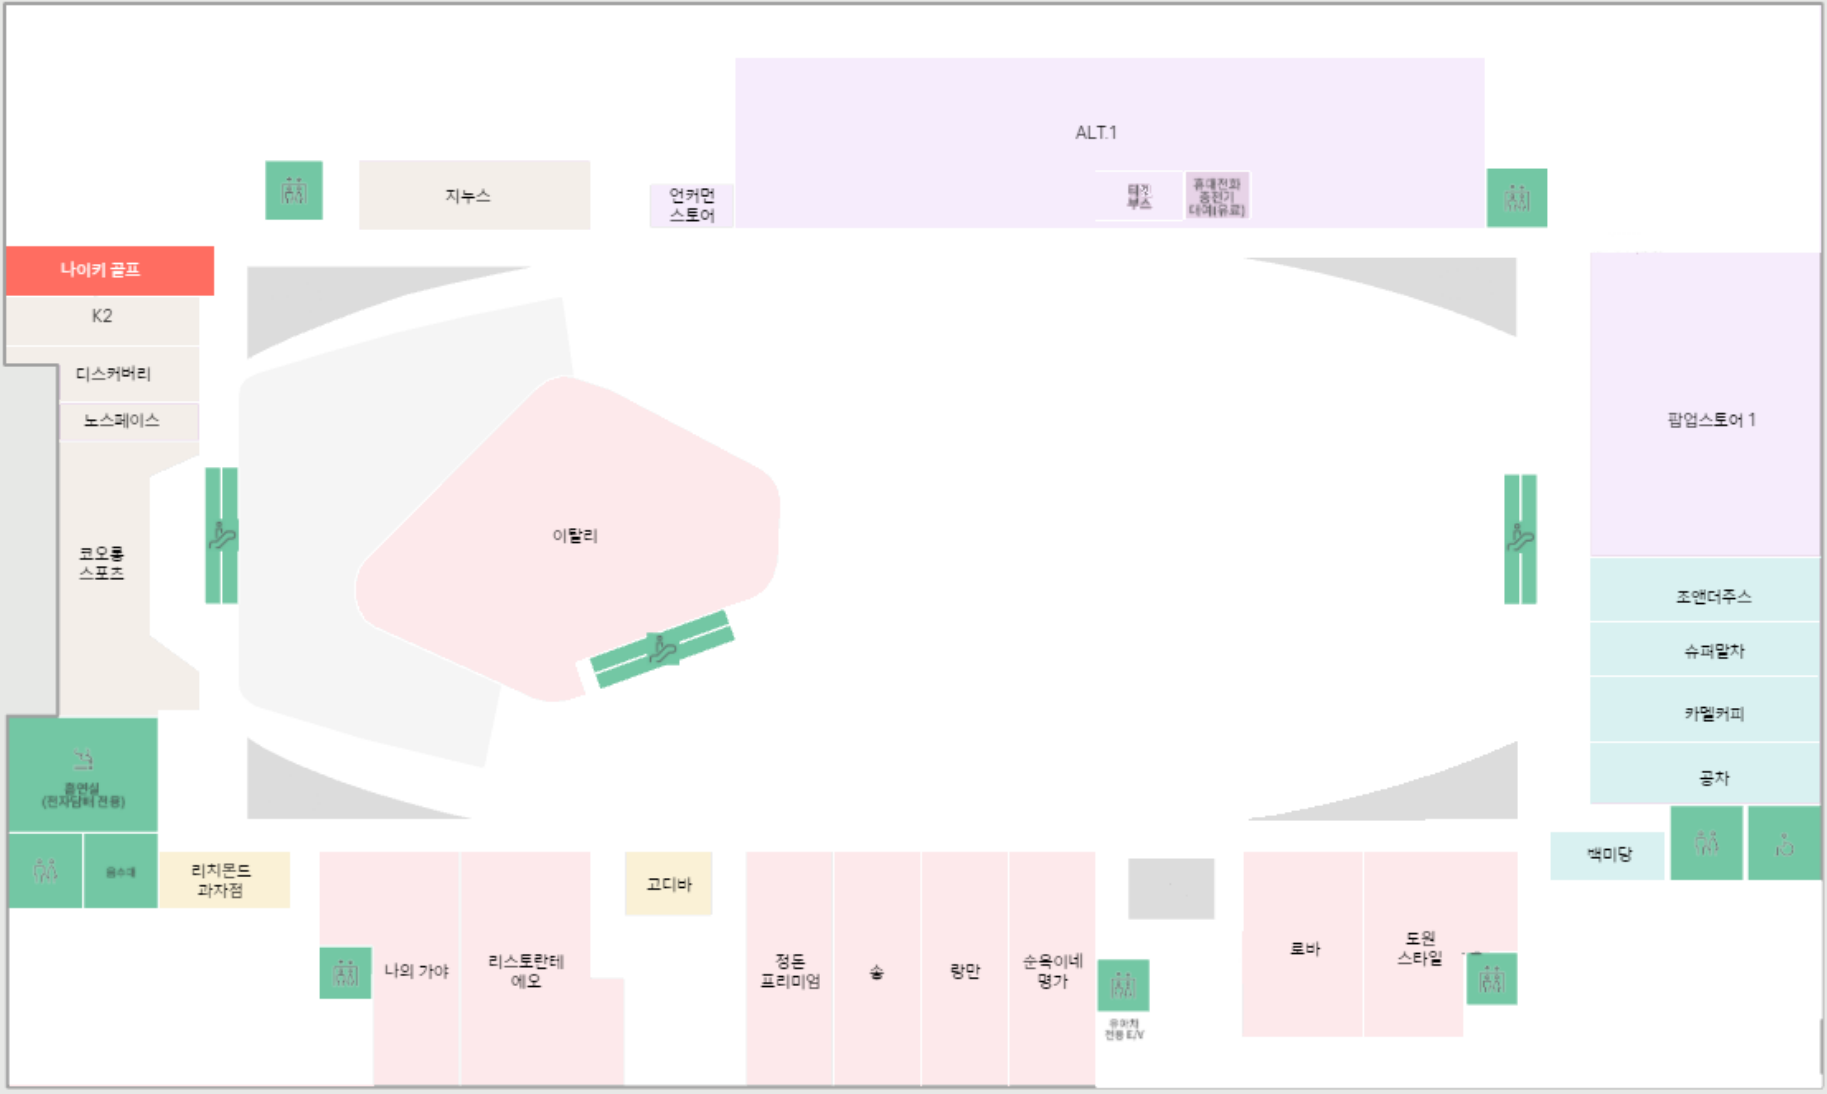 ALT.1
지누스
언커먼
스토어
티켓
부스
휴대전화
충전기
대여(유료)
나이키 골프
K2
디스커버리
노스페이스
코오롱
스포츠
이탈리
팝업스토어 1
조앤더주스
슈퍼말차
카멜커피
공차
백미당
흡연실
(전자담배 전용)
음수대
리치몬드
과자점
나의 가야
리스토란테
에오
고디바
정돈
프리미엄
송
랑만
순옥이네
명가
유아차
전용 E/V
로바
도원
스타일